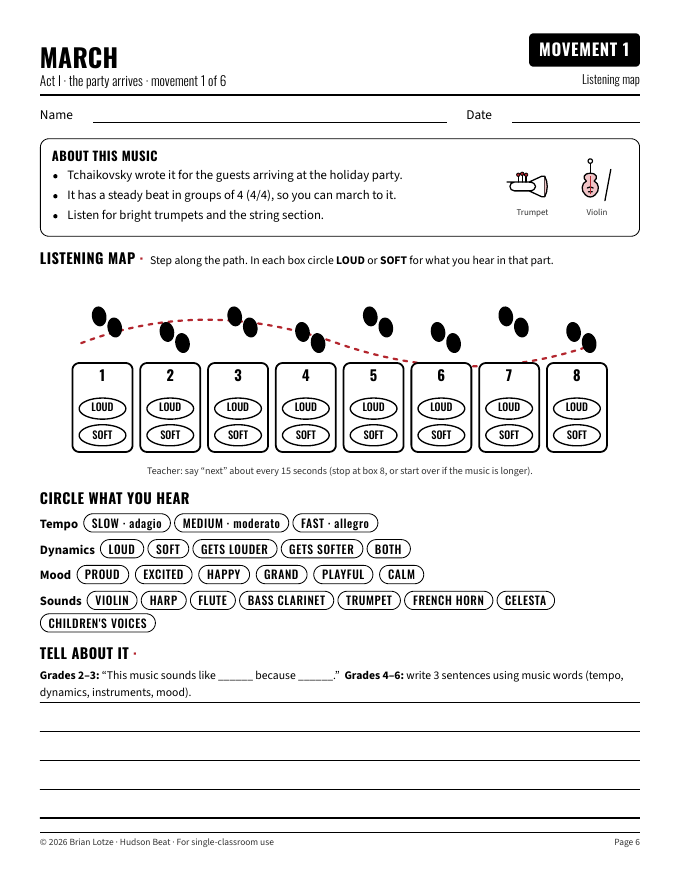 MARCH
MOVEMENT 1
Act I · the party arrives · movement 1 of 6
Listening map
Name
Date
ABOUT THIS MUSIC
• Tchaikovsky wrote it for the guests arriving at the holiday party.
• It has a steady beat in groups of 4 (4/4), so you can march to it.
• Listen for bright trumpets and the string section.
Trumpet Violin
LISTENING MAP · Step along the path. In each box circle LOUD or SOFT for what you hear in that part.
1 2 3 4 5 6 7 8
LOUD LOUD LOUD LOUD LOUD LOUD LOUD LOUD
SOFT SOFT SOFT SOFT SOFT SOFT SOFT SOFT
Teacher: say “next” about every 15 seconds (stop at box 8, or start over if the music is longer).
CIRCLE WHAT YOU HEAR
Tempo SLOW · adagio MEDIUM · moderato FAST · allegro
Dynamics LOUD SOFT GETS LOUDER GETS SOFTER BOTH
Mood PROUD EXCITED HAPPY GRAND PLAYFUL CALM
Sounds VIOLIN HARP FLUTE BASS CLARINET TRUMPET FRENCH HORN CELESTA
CHILDREN'S VOICES
TELL ABOUT IT ·
Grades 2–3: “This music sounds like ______ because ______.” Grades 4–6: write 3 sentences using music words (tempo,
dynamics, instruments, mood).
© 2026 Brian Lotze · Hudson Beat · For single-classroom use
Page 6